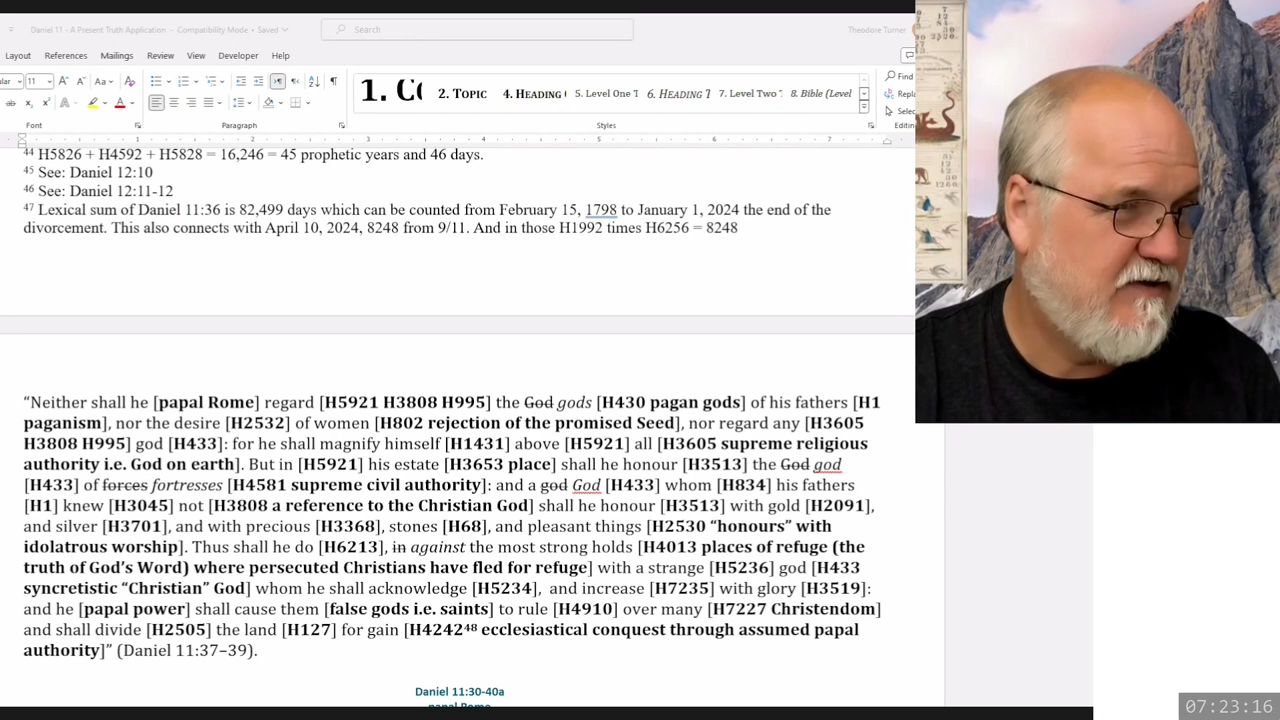 Daniel 11 - A Present Truth Application - Compatibility Mode • Saved
Search
Theodore Turner
Layout References Mailings Review View Developer Help
11
Aa
1. 2. TOPIC 4. HEADING 5. Level One 6. HEADING 7. Level Two 8. Bible (Level
Find
Font Paragraph Styles
2 3 4 5 6 7
44 H5826 + H4592 + H5828 = 16,246 = 45 prophetic years and 46 days.
45 See: Daniel 12:10
46 See: Daniel 12:11-12
47 Lexical sum of Daniel 11:36 is 82,499 days which can be counted from February 15, 1798 to January 1, 2024 the end of the
divorcement. This also connects with April 10, 2024, 8248 from 9/11. And in those H1992 times H6256 = 8248
“Neither shall he [papal Rome] regard [H5921 H3808 H995] the God gods [H430 pagan gods] of his fathers [H1
paganism], nor the desire [H2532] of women [H802 rejection of the promised Seed], nor regard any [H3605
H3808 H995] god [H433]: for he shall magnify himself [H1431] above [H5921] all [H3605 supreme religious
authority i.e. God on earth]. But in [H5921] his estate [H3653 place] shall he honour [H3513] the God god
[H433] of forces fortresses [H4581 supreme civil authority]: and a god God [H433] whom [H834] his fathers
[H1] knew [H3045] not [H3808 a reference to the Christian God] shall he honour [H3513] with gold [H2091],
and silver [H3701], and with precious [H3368], stones [H68], and pleasant things [H2530 “honours” with
idolatrous worship]. Thus shall he do [H6213], in against the most strong holds [H4013 places of refuge (the
truth of God’s Word) where persecuted Christians have fled for refuge] with a strange [H5236] god [H433
syncretistic “Christian” God] whom he shall acknowledge [H5234], and increase [H7235] with glory [H3519]:
and he [papal power] shall cause them [false gods i.e. saints] to rule [H4910] over many [H7227 Christendom]
and shall divide [H2505] the land [H127] for gain [H4242⁴⁸ ecclesiastical conquest through assumed papal
authority]” (Daniel 11:37–39).
Daniel 11:30-40a
papal Rome
07:23:16